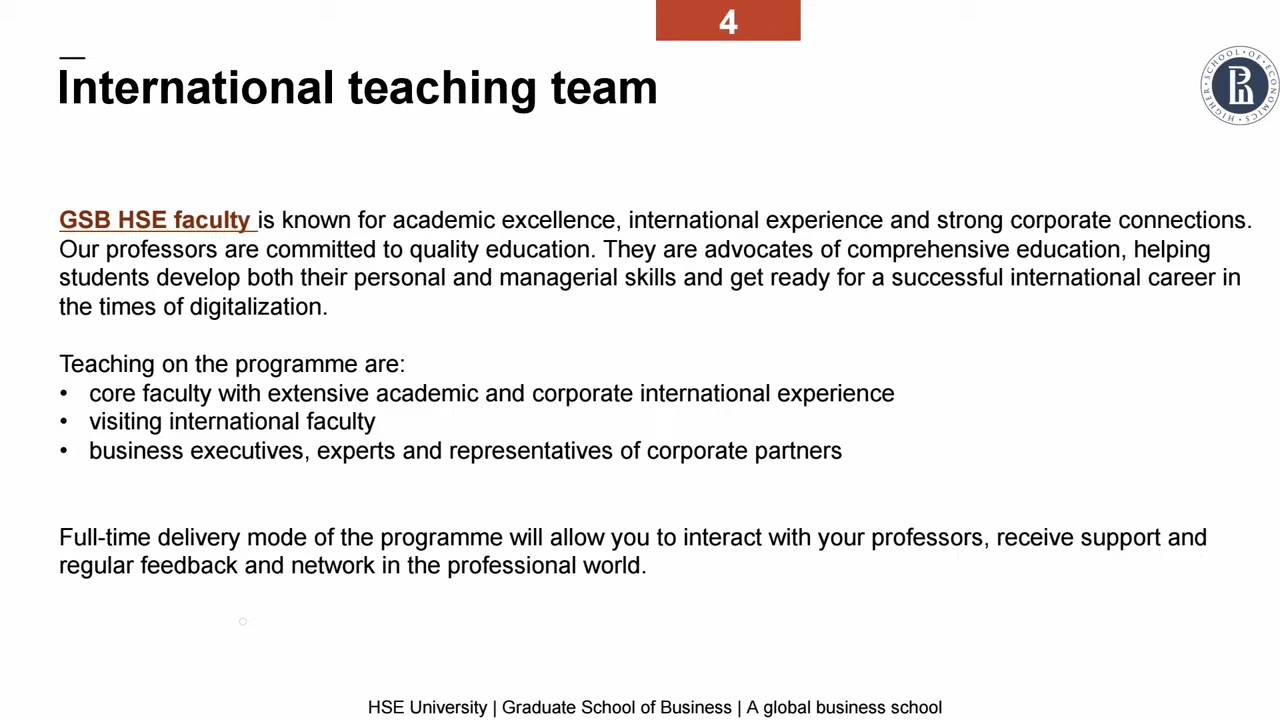 4
International teaching team
HIGHER · SCHOOL · OF · ECONOMICS ·
GSB HSE faculty is known for academic excellence, international experience and strong corporate connections.
Our professors are committed to quality education. They are advocates of comprehensive education, helping
students develop both their personal and managerial skills and get ready for a successful international career in
the times of digitalization.
Teaching on the programme are:
• core faculty with extensive academic and corporate international experience
• visiting international faculty
• business executives, experts and representatives of corporate partners
Full-time delivery mode of the programme will allow you to interact with your professors, receive support and
regular feedback and network in the professional world.
HSE University | Graduate School of Business | A global business school